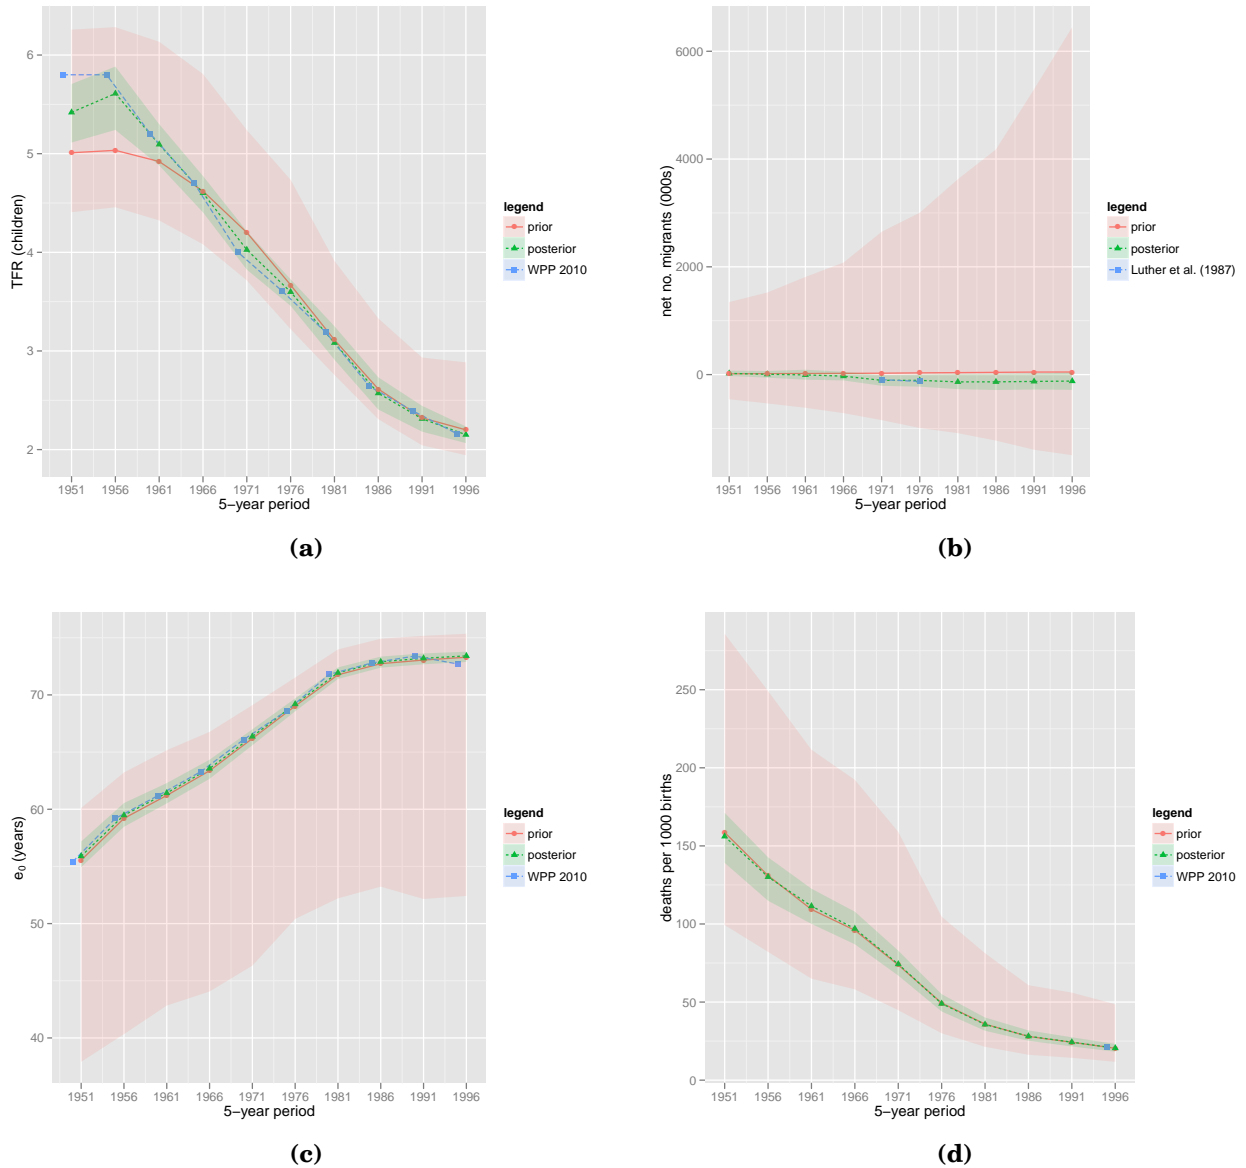 6
5
4
3
2
TFR (children)
1951 1956 1961 1966 1971 1976 1981 1986 1991 1996
5−year period
legend
prior
posterior
WPP 2010
(a)
6000
4000
2000
0
net no. migrants (000s)
1951 1956 1961 1966 1971 1976 1981 1986 1991 1996
5−year period
legend
prior
posterior
Luther et al. (1987)
(b)
70
60
50
40
e0 (years)
1951 1956 1961 1966 1971 1976 1981 1986 1991 1996
5−year period
legend
prior
posterior
WPP 2010
(c)
250
200
150
100
50
0
deaths per 1000 births
1951 1956 1961 1966 1971 1976 1981 1986 1991 1996
5−year period
legend
prior
posterior
WPP 2010
(d)